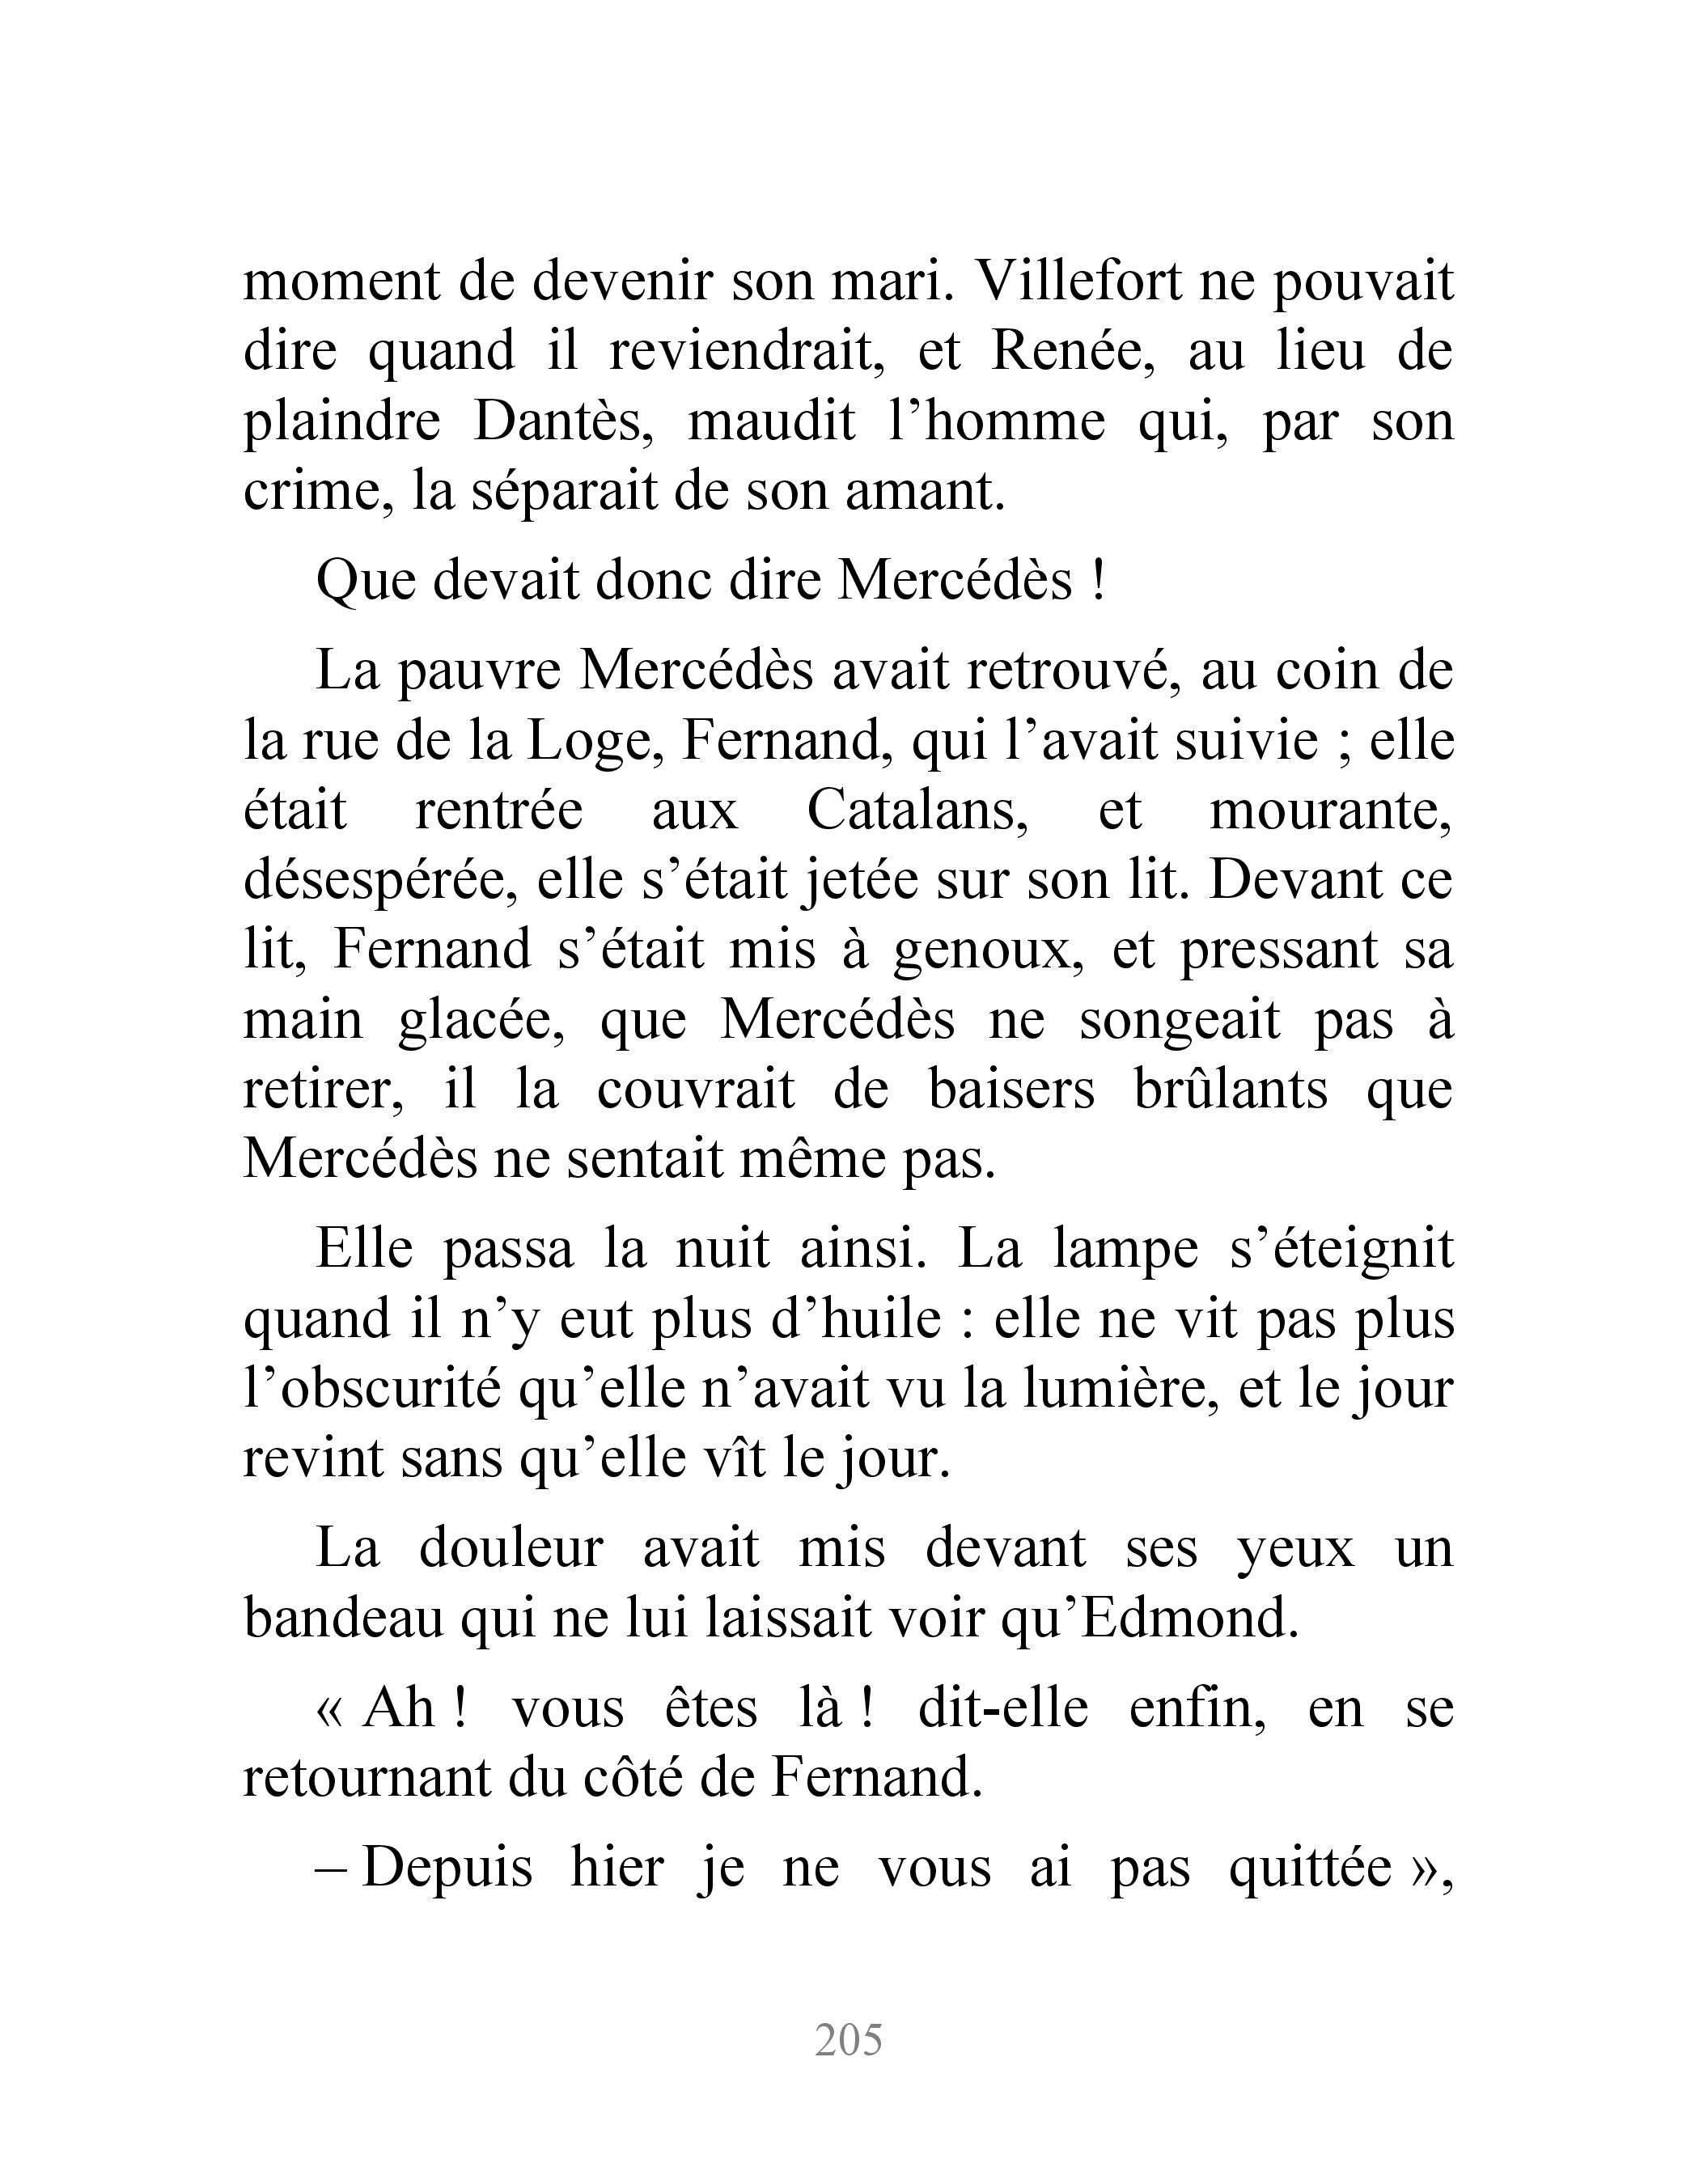 moment de devenir son mari. Villefort ne pouvait
dire quand il reviendrait, et Renée, au lieu de
plaindre Dantès, maudit l’homme qui, par son
crime, la séparait de son amant.
Que devait donc dire Mercédès !
La pauvre Mercédès avait retrouvé, au coin de
la rue de la Loge, Fernand, qui l’avait suivie ; elle
était rentrée aux Catalans, et mourante,
désespérée, elle s’était jetée sur son lit. Devant ce
lit, Fernand s’était mis à genoux, et pressant sa
main glacée, que Mercédès ne songeait pas à
retirer, il la couvrait de baisers brûlants que
Mercédès ne sentait même pas.
Elle passa la nuit ainsi. La lampe s’éteignit
quand il n’y eut plus d’huile : elle ne vit pas plus
l’obscurité qu’elle n’avait vu la lumière, et le jour
revint sans qu’elle vît le jour.
La douleur avait mis devant ses yeux un
bandeau qui ne lui laissait voir qu’Edmond.
« Ah ! vous êtes là ! dit-elle enfin, en se
retournant du côté de Fernand.
– Depuis hier je ne vous ai pas quittée »,
205